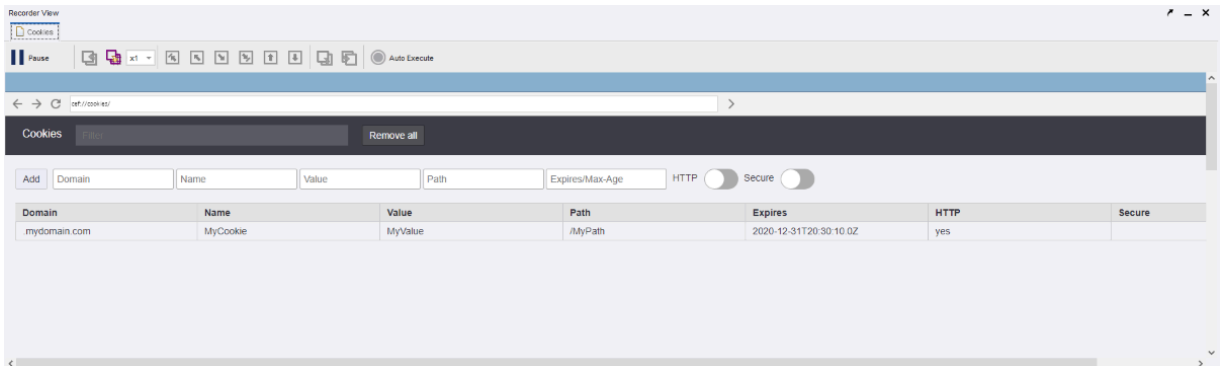 Recorder View
Cookies
Pause x1 Auto Execute
cef://cookies/
Cookies Filter Remove all
Add Domain Name Value Path Expires/Max-Age HTTP Secure
Domain Name Value Path Expires HTTP Secure
.mydomain.com MyCookie MyValue /MyPath 2020-12-31T20:30:10.0Z yes